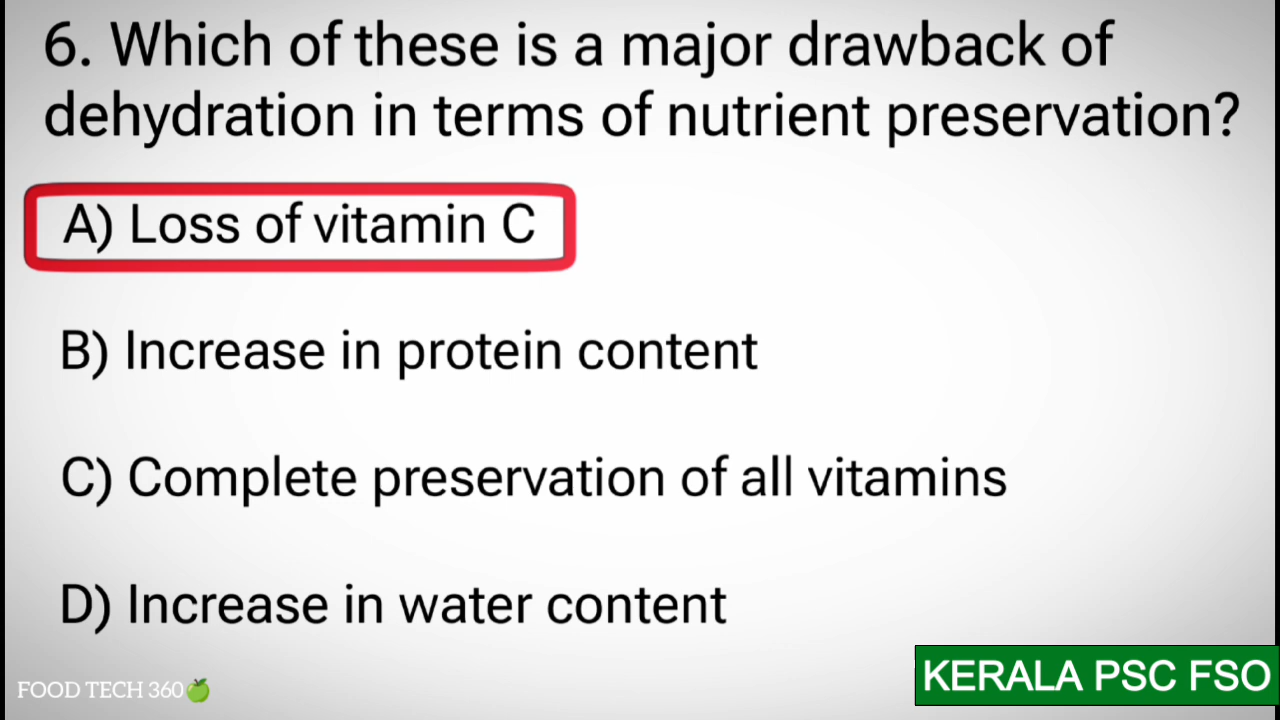 6. Which of these is a major drawback of
dehydration in terms of nutrient preservation?
A) Loss of vitamin C
B) Increase in protein content
C) Complete preservation of all vitamins
D) Increase in water content
FOOD TECH 360🍏
KERALA PSC FSO